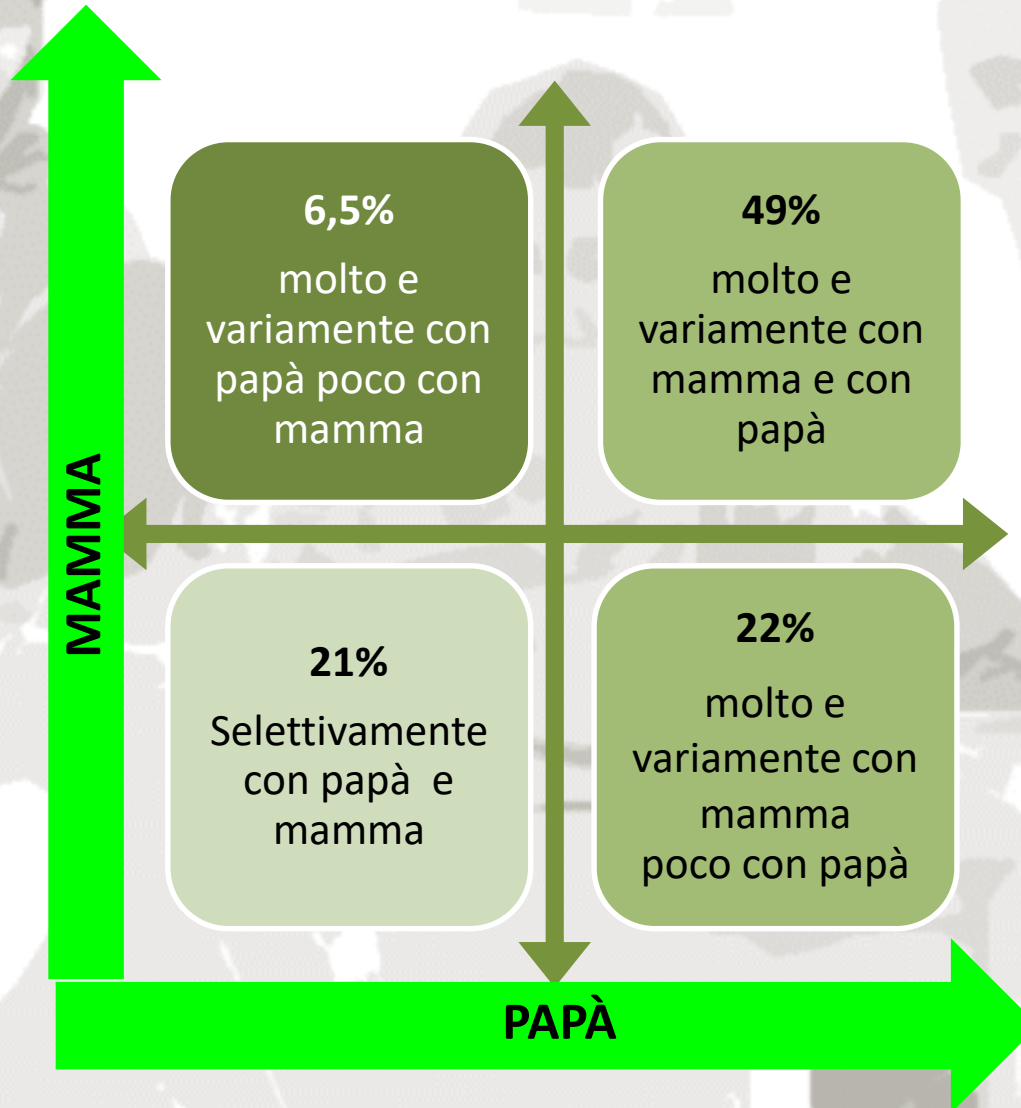 6,5%
molto e
variamente con
papà poco con
mamma
49%
molto e
variamente con
mamma e con
papà
MAMMA
21%
Selettivamente
con papà e
mamma
22%
molto e
variamente con
mamma
poco con papà
PAPÀ